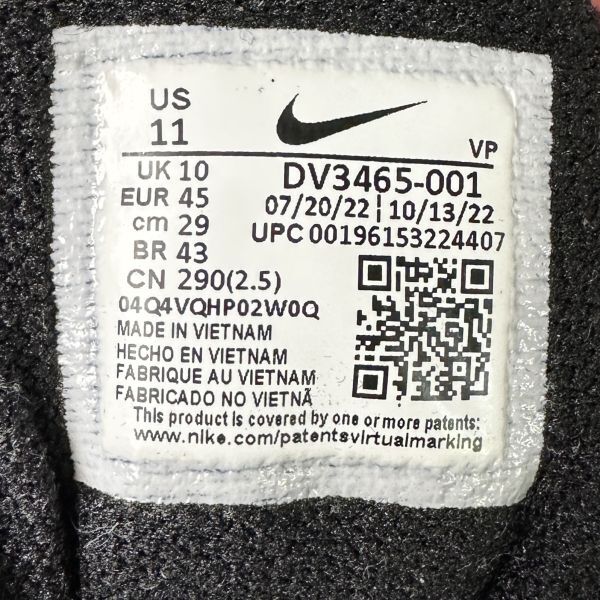 US
11
VP
UK 10
EUR 45
cm 29
BR 43
CN 290(2.5)
DV3465-001
07/20/22 | 10/13/22
UPC 00196153224407
04Q4VQHP02W0Q
MADE IN VIETNAM
HECHO EN VIETNAM
FABRIQUE AU VIETNAM
FABRICADO NO VIETNÃ
This product is covered by one or more patents:
www.nike.com/patentsvirtualmarking